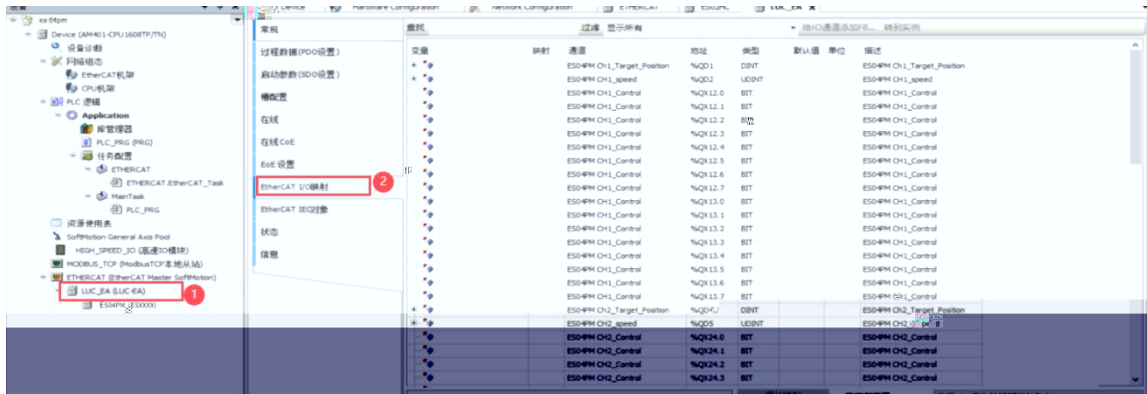 Device
Hardware Configuration
Network Configuration
ETHERCAT
ES02HC
LUC_EA
ea 04pm
Device (AM401-CPU1608TP/TN)
设备诊断
网络组态
EtherCAT机架
CPU机架
PLC 逻辑
Application
库管理器
PLC_PRG (PRG)
任务配置
ETHERCAT
ETHERCAT.EtherCAT_Task
MainTask
PLC_PRG
资源使用表
SoftMotion General Axis Pool
HIGH_SPEED_IO (高速IO模块)
MODBUS_TCP (ModbusTCP本地从站)
ETHERCAT (EtherCAT Master SoftMotion)
LUC_EA (LUC-EA)
1
常规
过程数据(PDO设置)
启动参数(SDO设置)
槽配置
在线
在线 CoE
EoE 设置
EtherCAT I/O映射
2
EtherCAT IEC对象
状态
信息
查找 过滤 显示所有
变量 映射 通道 地址 类型 默认值 单位 描述
ES04PM Ch1_Target_Position %QD1 DINT ES04PM Ch1_Target_Position
ES04PM CH1_speed %QD2 UDINT ES04PM CH1_speed
ES04PM CH1_Control %QX12.0 BIT ES04PM CH1_Control
ES04PM CH1_Control %QX12.1 BIT ES04PM CH1_Control
ES04PM CH1_Control %QX12.2 ES04PM CH1_Control
ES04PM CH1_Control %QX12.3 BIT ES04PM CH1_Control
ES04PM CH1_Control %QX12.4 BIT ES04PM CH1_Control
ES04PM CH1_Control %QX12.5 BIT ES04PM CH1_Control
ES04PM CH1_Control %QX12.6 BIT ES04PM CH1_Control
ES04PM CH1_Control %QX12.7 BIT ES04PM CH1_Control
ES04PM CH1_Control %QX13.0 BIT ES04PM CH1_Control
ES04PM CH1_Control %QX13.1 BIT ES04PM CH1_Control
ES04PM CH1_Control %QX13.2 BIT ES04PM CH1_Control
ES04PM CH1_Control %QX13.3 BIT ES04PM CH1_Control
ES04PM CH1_Control %QX13.4 BIT ES04PM CH1_Control
ES04PM CH1_Control %QX13.5 BIT ES04PM CH1_Control
ES04PM CH1_Control %QX13.6 BIT ES04PM CH1_Control
ES04PM CH1_Control %QX13.7 BIT ES04PM
ES04PM Ch2_Target_Position DINT ES04PM Ch2_Target_Position
ES04PM CH2_speed %QD5 UDINT ES04PM
ES04PM CH2_Control %QX24.0 BIT ES04PM CH2_Control
ES04PM CH2_Control %QX24.1 BIT ES04PM CH2_Control
ES04PM CH2_Control %QX24.2 BIT ES04PM CH2_Control
ES04PM CH2_Control %QX24.3 BIT ES04PM CH2_Control